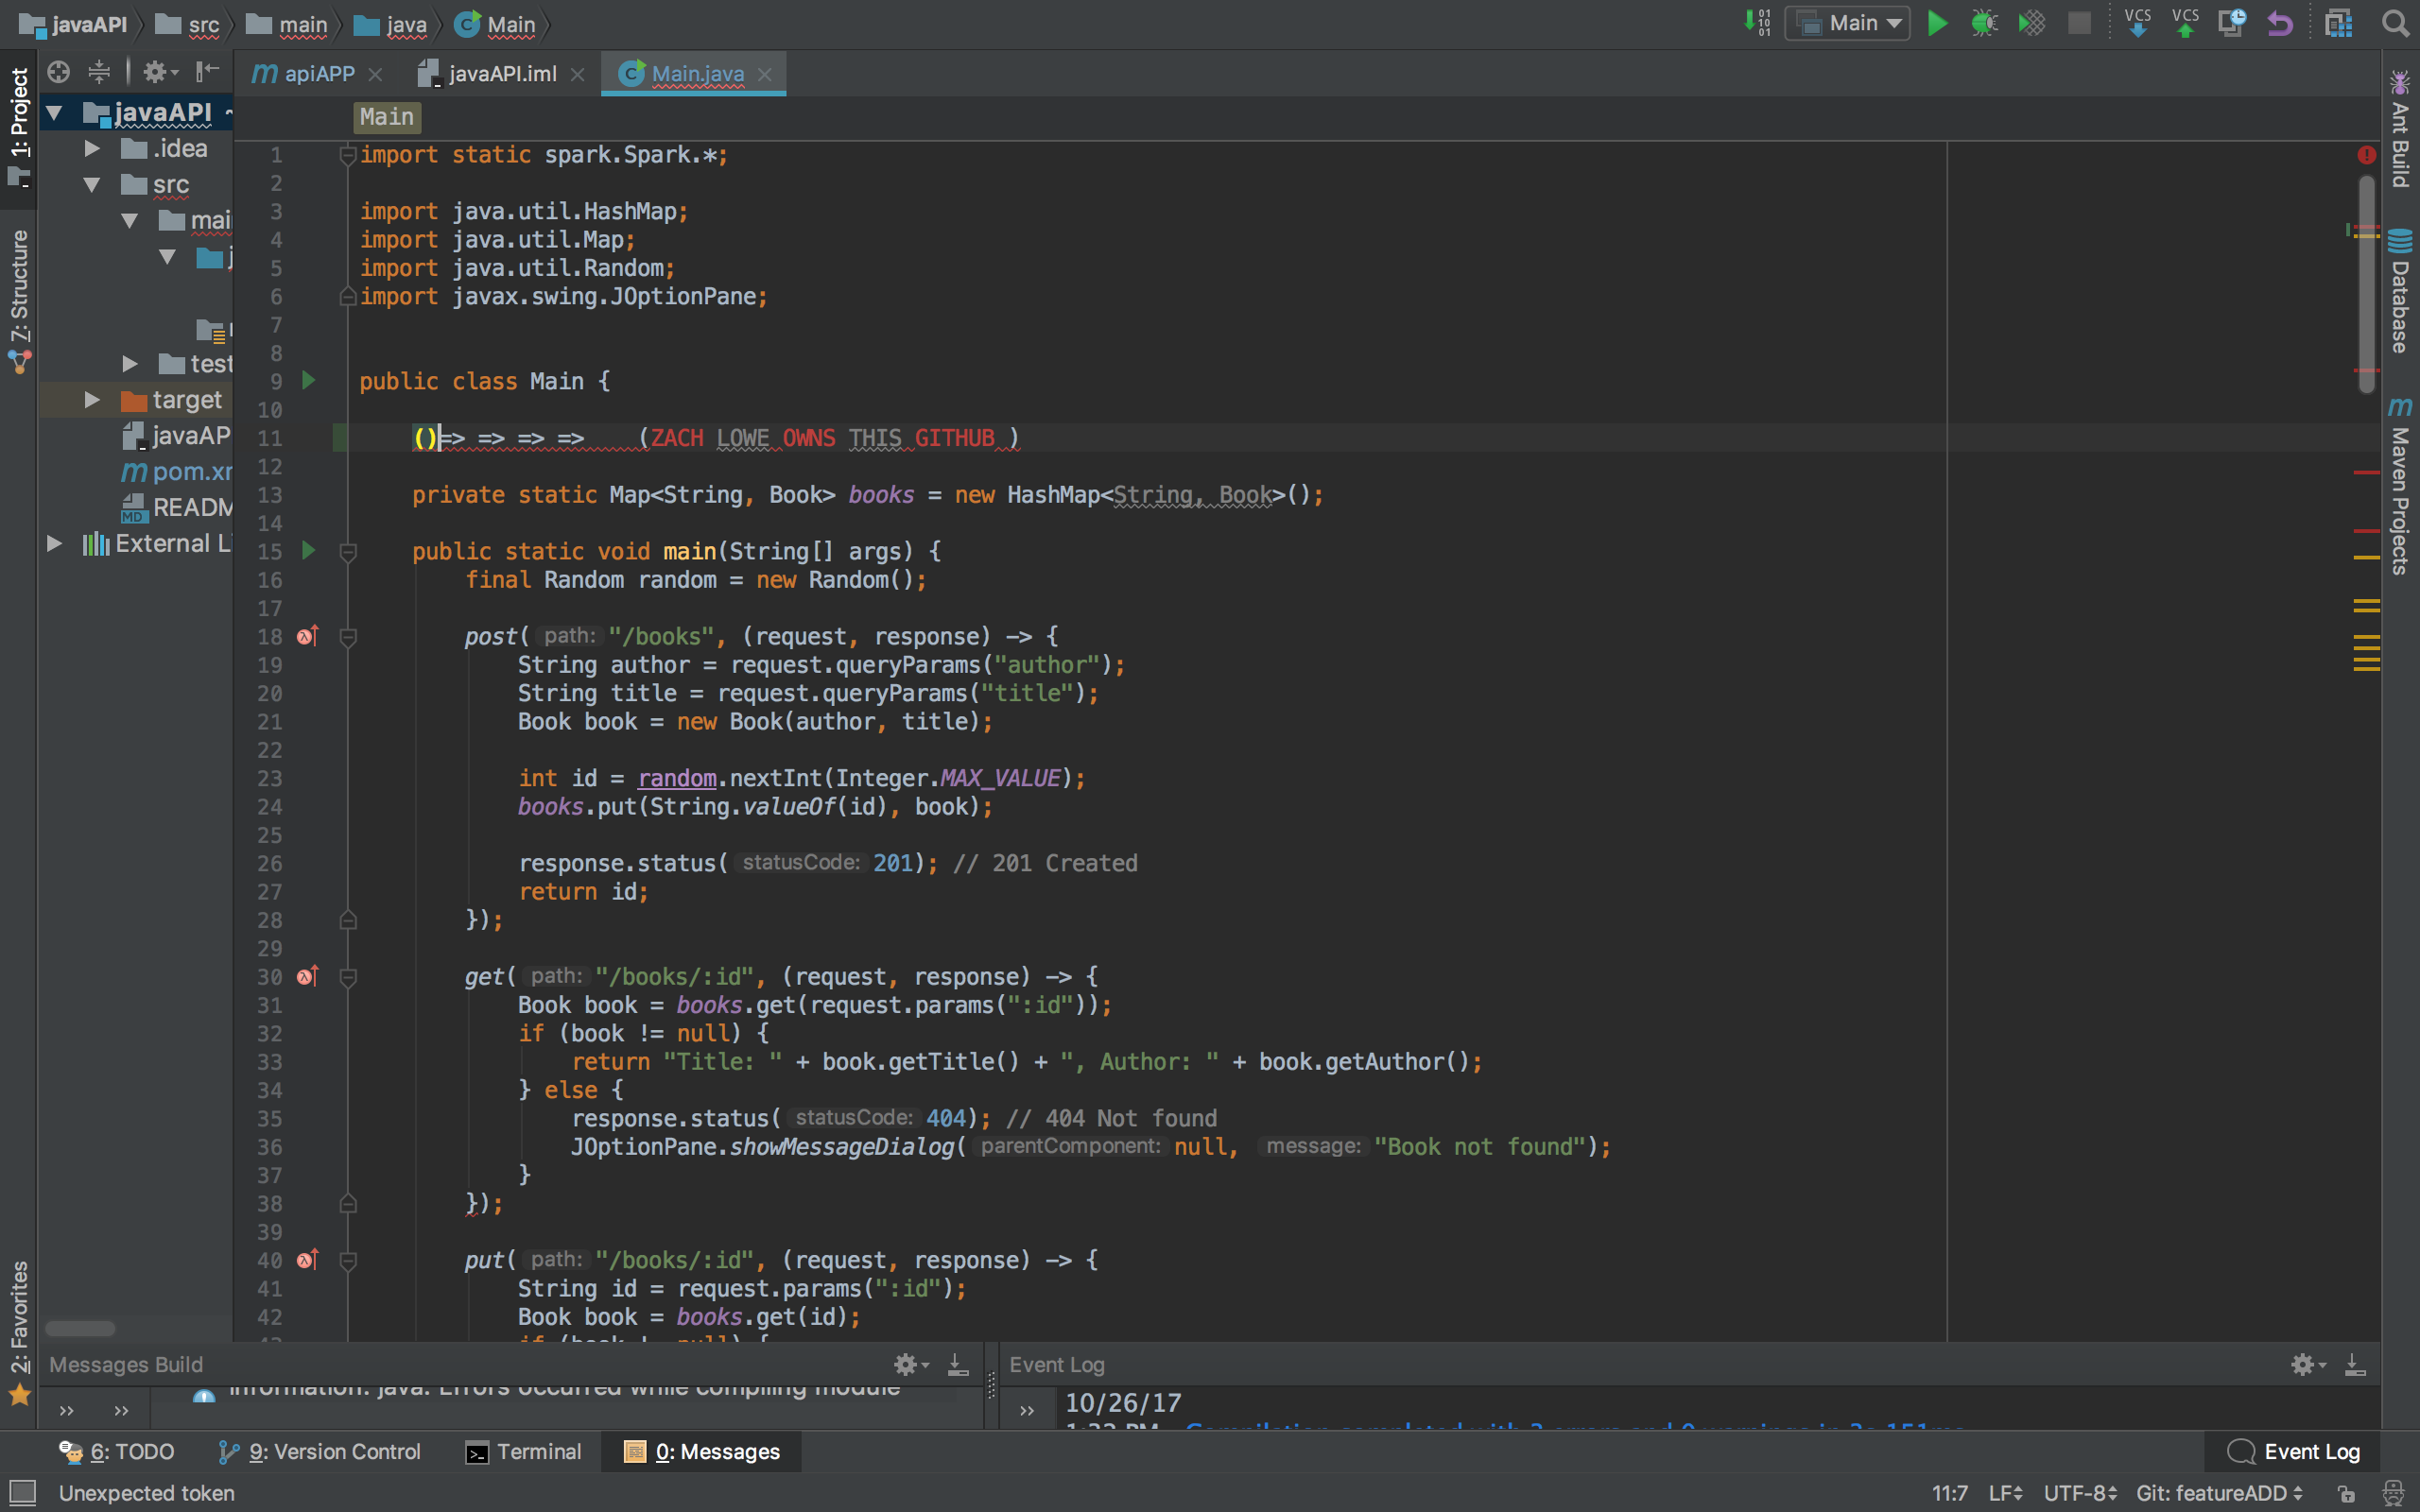 javaAPI src main java Main
Main
VCS VCS
apiAPP javaAPI.iml Main.java
Main
1: Project
7: Structure
2: Favorites
javaAPI ~
.idea
src
mai
j
test
target
javaAP
pom.xm
READM
External L
1 import static spark.Spark.*;
2
3 import java.util.HashMap;
4 import java.util.Map;
5 import java.util.Random;
6 import javax.swing.JOptionPane;
7
8
9 public class Main {
10
11 ()=> => => => (ZACH LOWE OWNS THIS GITHUB )
12
13 private static Map<String, Book> books = new HashMap<String, Book>();
14
15 public static void main(String[] args) {
16 final Random random = new Random();
17
18 post( path: "/books", (request, response) -> {
19 String author = request.queryParams("author");
20 String title = request.queryParams("title");
21 Book book = new Book(author, title);
22
23 int id = random.nextInt(Integer.MAX_VALUE);
24 books.put(String.valueOf(id), book);
25
26 response.status( statusCode: 201); // 201 Created
27 return id;
28 });
29
30 get( path: "/books/:id", (request, response) -> {
31 Book book = books.get(request.params(":id"));
32 if (book != null) {
33 return "Title: " + book.getTitle() + ", Author: " + book.getAuthor();
34 } else {
35 response.status( statusCode: 404); // 404 Not found
36 JOptionPane.showMessageDialog( parentComponent: null, message: "Book not found");
37 }
38 });
39
40 put( path: "/books/:id", (request, response) -> {
41 String id = request.params(":id");
42 Book book = books.get(id);
Ant Build
Database
Maven Projects
Messages Build
Information: java: Errors occurred while compiling module
Event Log
10/26/17
6: TODO 9: Version Control Terminal 0: Messages Event Log
Unexpected token 11:7 LF UTF-8 Git: featureADD